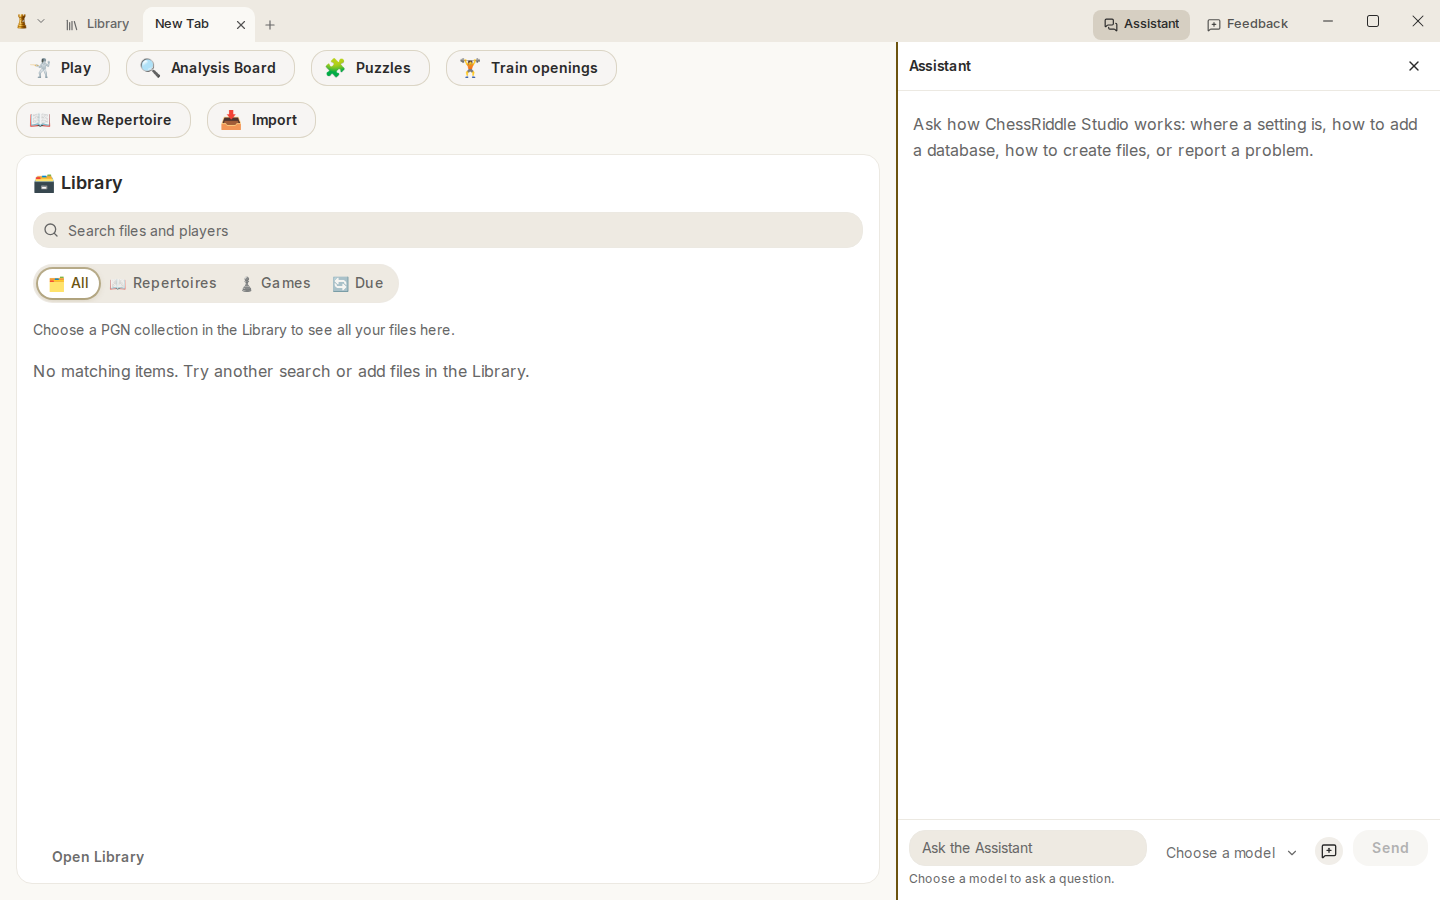 Library
New Tab
Assistant
Feedback
Play
Analysis Board
Puzzles
Train openings
New Repertoire
Import
Library
Search files and players
All
Repertoires
Games
Due
Choose a PGN collection in the Library to see all your files here.
No matching items. Try another search or add files in the Library.
Open Library
Assistant
Ask how ChessRiddle Studio works: where a setting is, how to add
a database, how to create files, or report a problem.
Ask the Assistant
Choose a model
Send
Choose a model to ask a question.